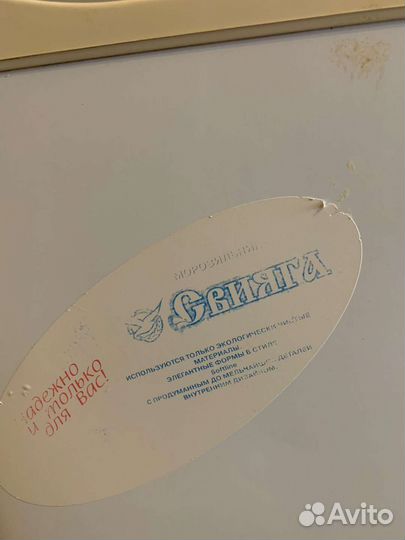 МОРОЗИЛЬНИК
Свияга
ИСПОЛЬЗУЮТСЯ ТОЛЬКО ЭКОЛОГИЧЕСКИ ЧИСТЫЕ
МАТЕРИАЛЫ.
ЭЛЕГАНТНЫЕ ФОРМЫ В СТИЛЕ
Softline
С ПРОДУМАННЫМ ДО МЕЛЬЧАЙШИХ ДЕТАЛЕЙ
ВНУТРЕННИМ ДИЗАЙНОМ.
надежно
и только
для Вас!
Avito